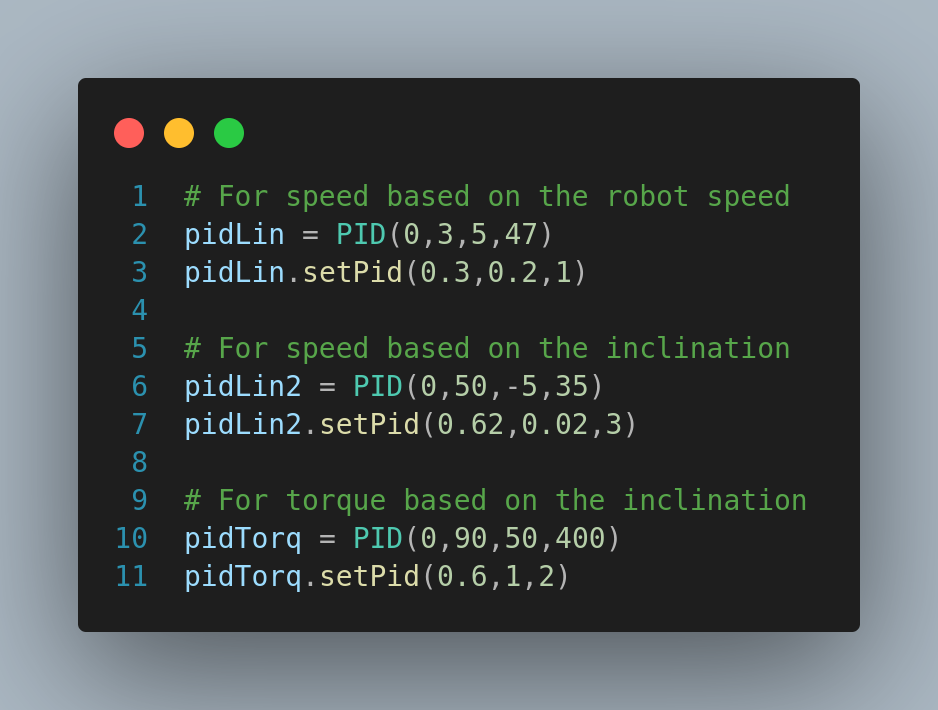 1 # For speed based on the robot speed
2 pidLin = PID(0,3,5,47)
3 pidLin.setPid(0.3,0.2,1)
4
5 # For speed based on the inclination
6 pidLin2 = PID(0,50,-5,35)
7 pidLin2.setPid(0.62,0.02,3)
8
9 # For torque based on the inclination
10 pidTorq = PID(0,90,50,400)
11 pidTorq.setPid(0.6,1,2)